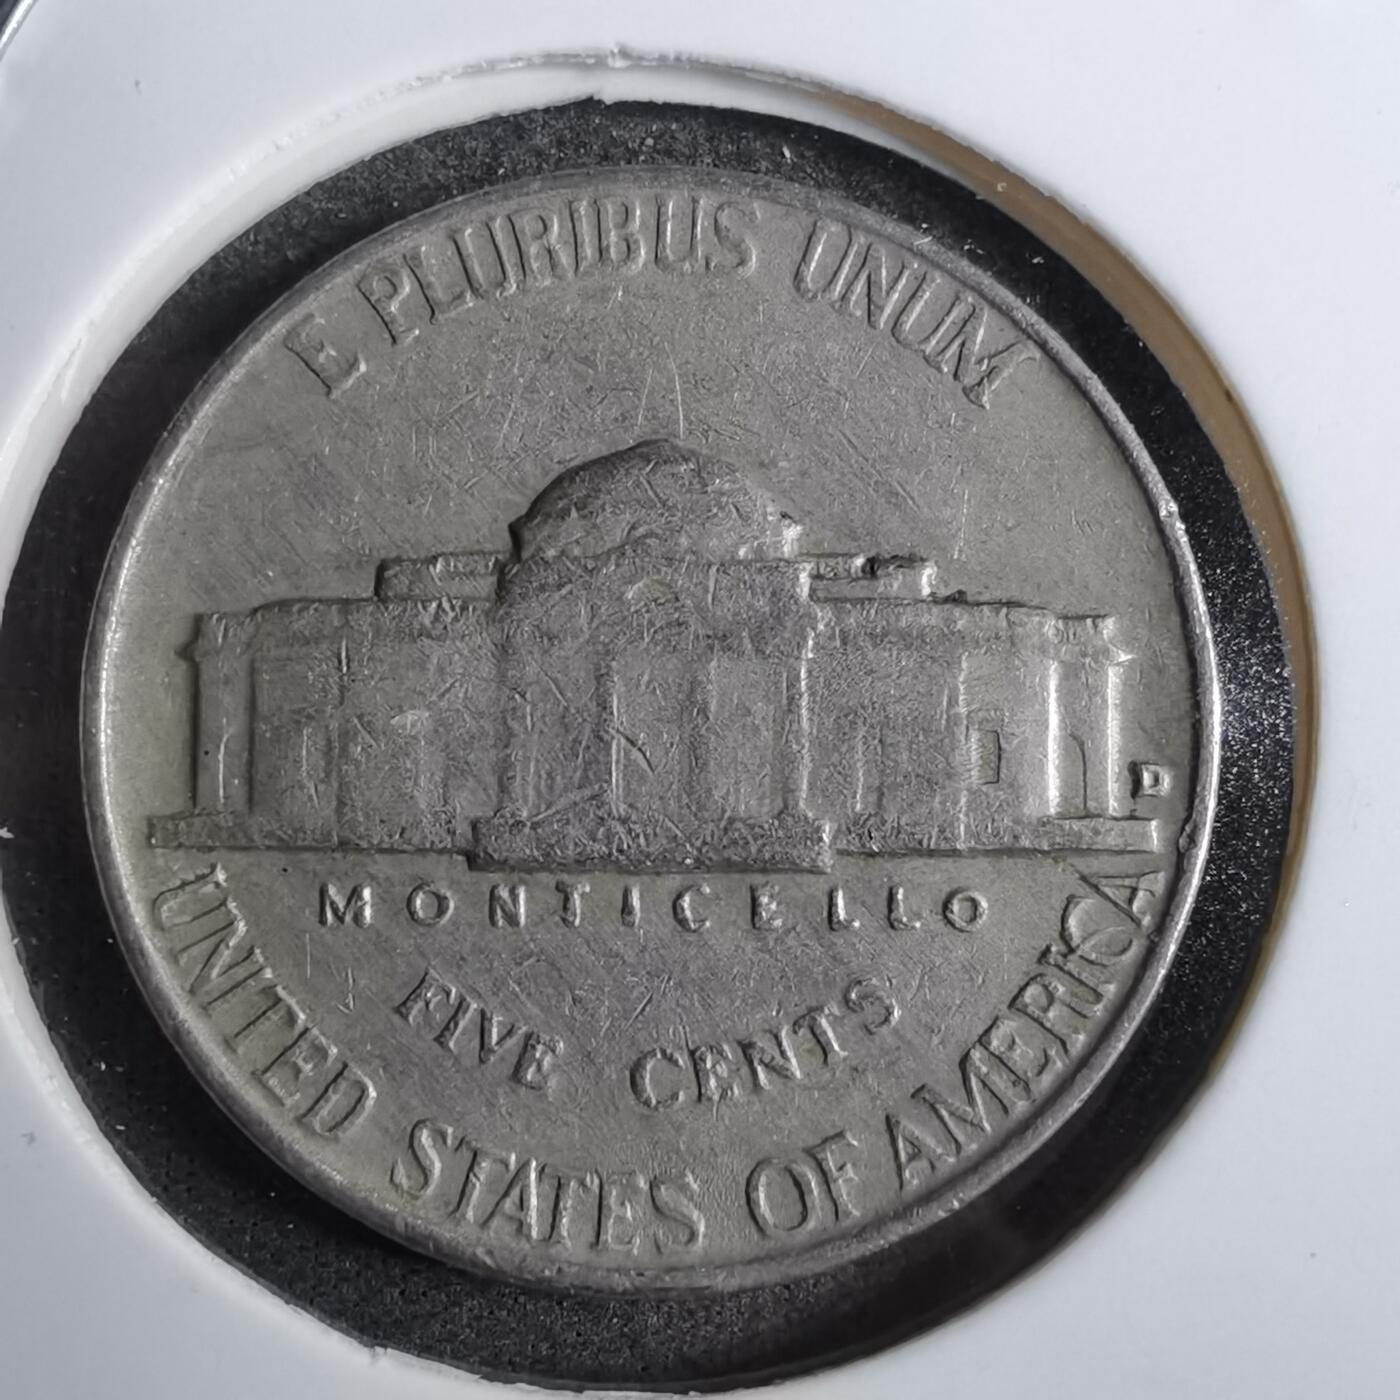 E PLURIBUS UNUM
D
MONTICELLO
FIVE CENTS
UNITED STATES OF AMERICA